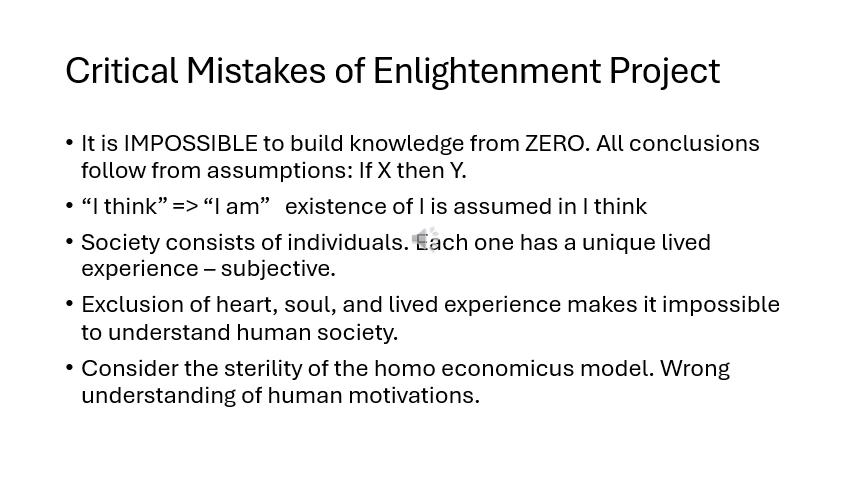 Critical Mistakes of Enlightenment Project
• It is IMPOSSIBLE to build knowledge from ZERO. All conclusions
follow from assumptions: If X then Y.
• “I think” => “I am”  existence of I is assumed in I think
• Society consists of individuals. Each one has a unique lived
experience – subjective.
• Exclusion of heart, soul, and lived experience makes it impossible
to understand human society.
• Consider the sterility of the homo economicus model. Wrong
understanding of human motivations.